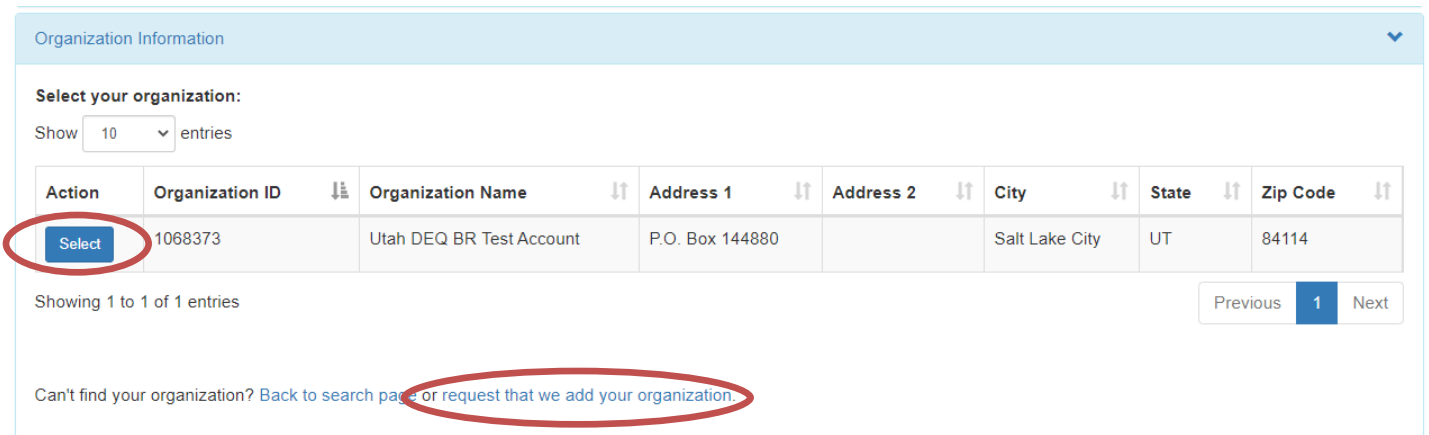 Organization Information
Select your organization:
Show 10 entries
Action Organization ID Organization Name Address 1 Address 2 City State Zip Code
Select 1068373 Utah DEQ BR Test Account P.O. Box 144880 Salt Lake City UT 84114
Showing 1 to 1 of 1 entries Previous 1 Next
Can't find your organization? Back to search page or request that we add your organization.